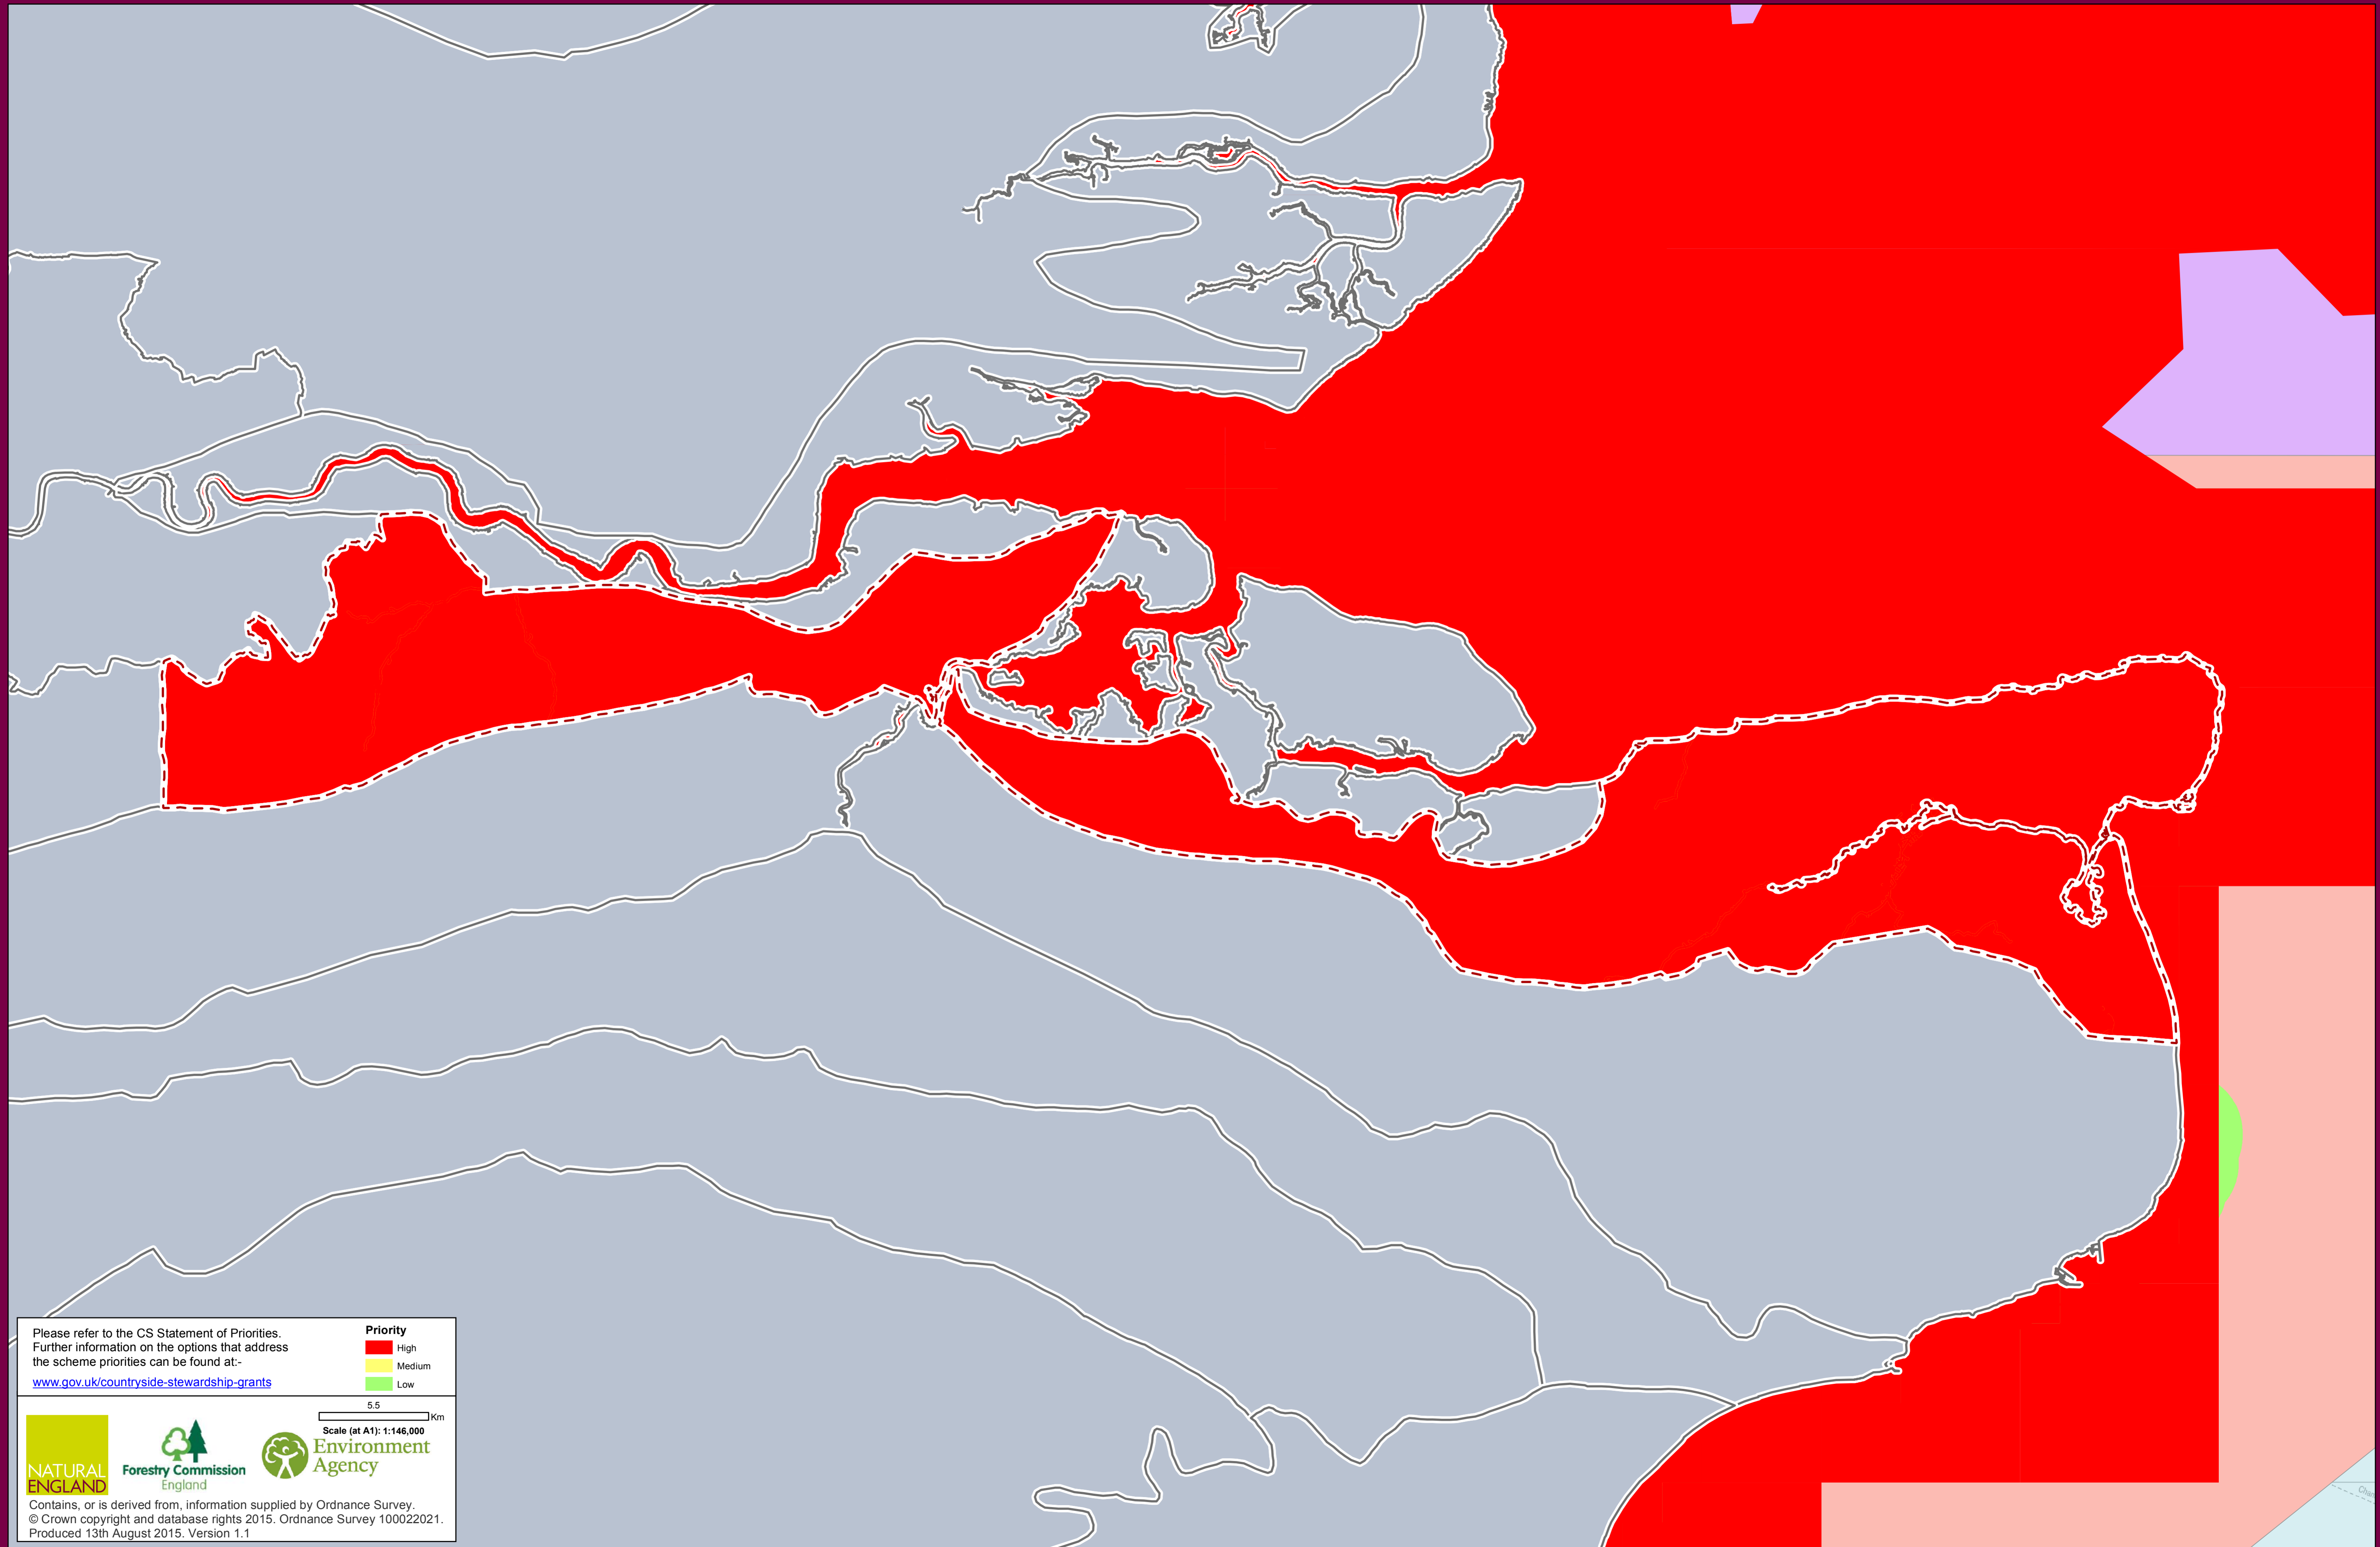 Please refer to the CS Statement of Priorities.
Further information on the options that address
the scheme priorities can be found at:-
www.gov.uk/countryside-stewardship-grants
Priority
High
Medium
Low
5.5
Km
Scale (at A1): 1:146,000
NATURAL
ENGLAND
Forestry Commission
England
Environment
Agency
Contains, or is derived from, information supplied by Ordnance Survey.
© Crown copyright and database rights 2015. Ordnance Survey 100022021.
Produced 13th August 2015. Version 1.1